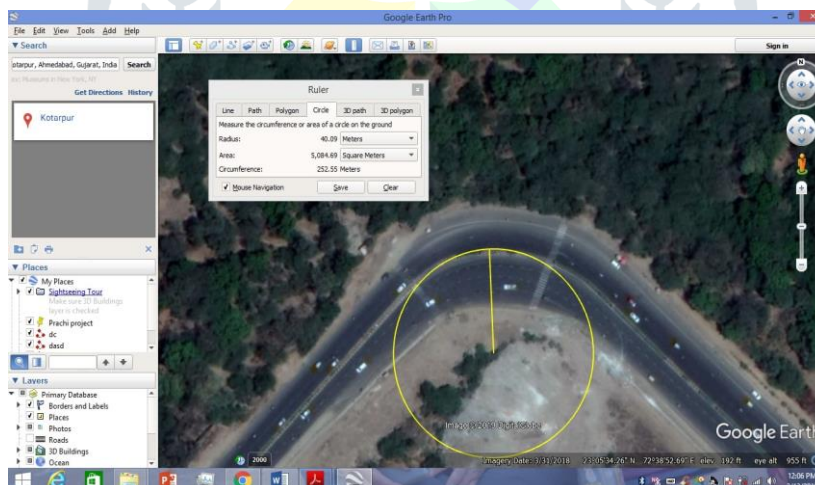 Google Earth Pro
File Edit View Tools Add Help
Search
Sign in
otarpur, Ahmedabad, Gujarat, India Search
Get Directions History
Kotarpur
Ruler
Line Path Polygon Circle 3D path 3D polygon
Measure the circumference or area of a circle on the ground
Radius: 40.09 Meters
Area: 5,084.69 Square Meters
Circumference: 252.55 Meters
Mouse Navigation Save Clear
N
Places
My Places
Sightseeing Tour
Make sure 3D Buildings
layer is checked
Prachi project
dc
dasd
Layers
Primary Database
Borders and Labels
Places
Photos
Roads
3D Buildings
Ocean
Google Earth
2000
Imagery Date: 3/31/2018 23°05'34.26" N 72°38'52.69" E elev 192 ft eye alt 955 ft
12:06 PM